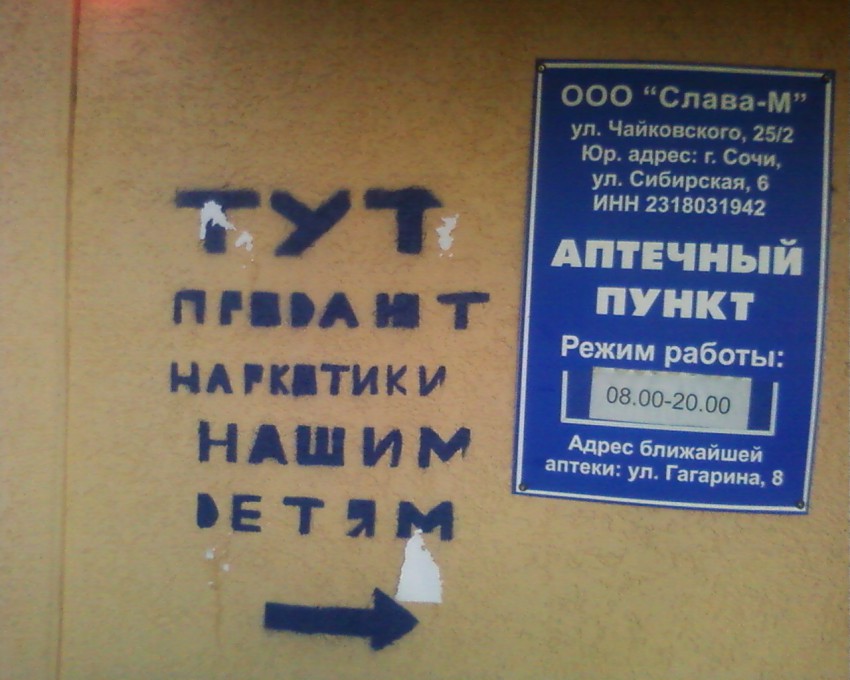 ТУТ
ПРОДАЮТ
НАРКОТИКИ
НАШИМ
ДЕТЯМ
ООО “Слава-М”
ул. Чайковского, 25/2
Юр. адрес: г. Сочи,
ул. Сибирская, 6
ИНН 2318031942
АПТЕЧНЫЙ
ПУНКТ
Режим работы:
08.00-20.00
Адрес ближайшей
аптеки: ул. Гагарина, 8